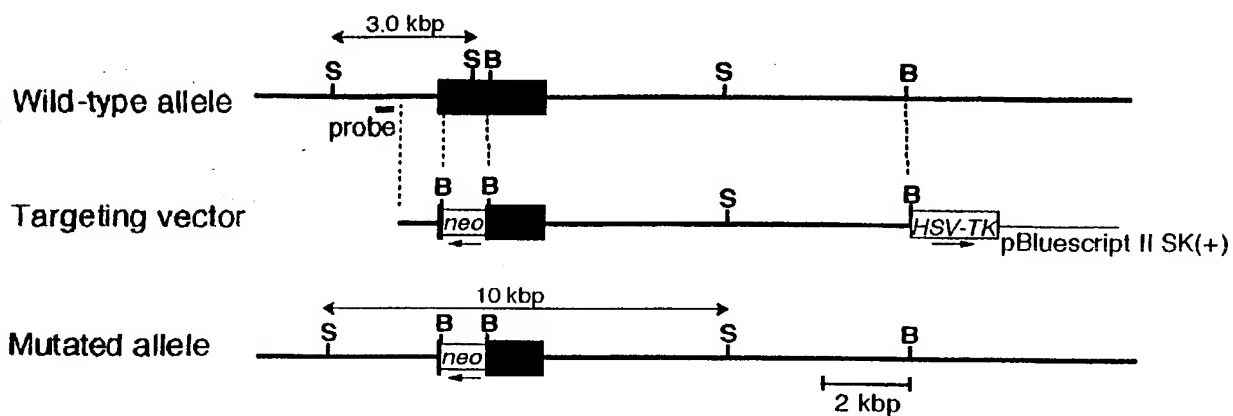 3.0 kbp
S S B S B
Wild-type allele
probe
B B S B
Targeting vector
neo HSV-TK
pBluescript II SK(+)
10 kbp
S B B S B
Mutated allele
neo
2 kbp